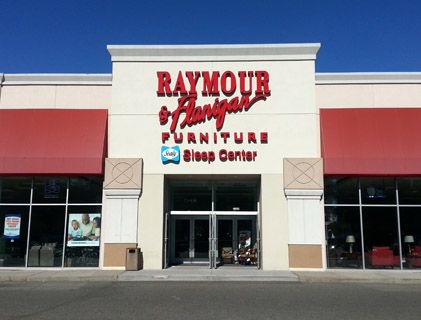 RAYMOUR
& Flanigan
FURNITURE
Sealy Sleep Center